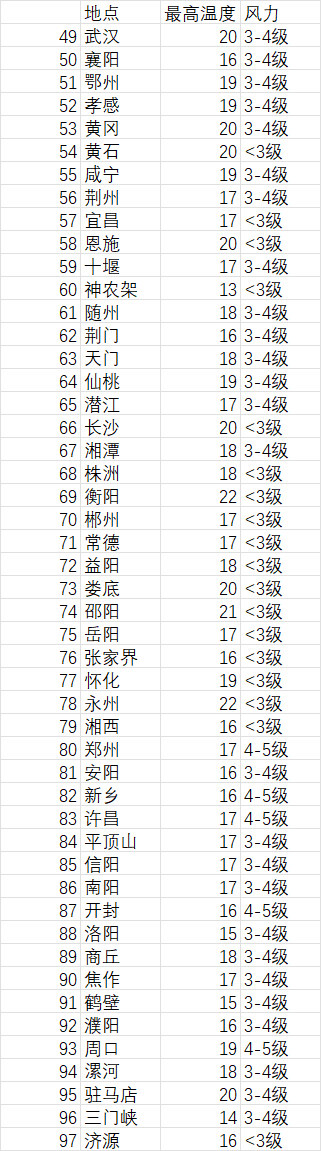 地点 最高温度 风力
49 武汉 20 3-4级
50 襄阳 16 3-4级
51 鄂州 19 3-4级
52 孝感 19 3-4级
53 黄冈 20 3-4级
54 黄石 20 <3级
55 咸宁 19 3-4级
56 荆州 17 3-4级
57 宜昌 17 <3级
58 恩施 20 <3级
59 十堰 17 3-4级
60 神农架 13 <3级
61 随州 18 3-4级
62 荆门 16 3-4级
63 天门 18 3-4级
64 仙桃 19 3-4级
65 潜江 17 3-4级
66 长沙 20 <3级
67 湘潭 18 3-4级
68 株洲 18 <3级
69 衡阳 22 <3级
70 郴州 17 <3级
71 常德 17 <3级
72 益阳 18 <3级
73 娄底 20 <3级
74 邵阳 21 <3级
75 岳阳 17 <3级
76 张家界 16 <3级
77 怀化 19 <3级
78 永州 22 <3级
79 湘西 16 <3级
80 郑州 17 4-5级
81 安阳 16 3-4级
82 新乡 16 4-5级
83 许昌 17 4-5级
84 平顶山 17 3-4级
85 信阳 17 3-4级
86 南阳 17 3-4级
87 开封 16 4-5级
88 洛阳 15 3-4级
89 商丘 18 3-4级
90 焦作 17 3-4级
91 鹤壁 15 3-4级
92 濮阳 16 3-4级
93 周口 19 4-5级
94 漯河 18 3-4级
95 驻马店 20 3-4级
96 三门峡 14 3-4级
97 济源 16 <3级